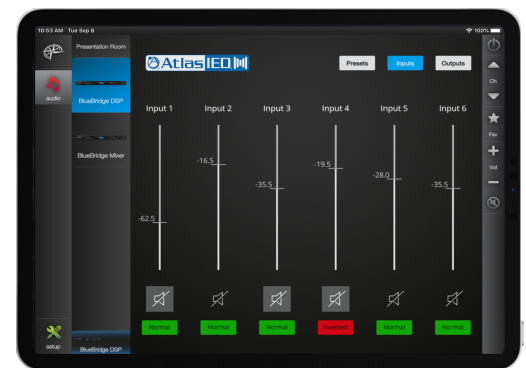 10:53 AM Tue Sep 8
100%
Presentation Room
audio
BlueBridge DSP
BlueBridge Mixer
BlueBridge DSP
setup
AtlasIED
Presets
Inputs
Outputs
Input 1
Input 2
Input 3
Input 4
Input 5
Input 6
-62.5
-16.5
-35.5
-19.5
-28.0
-35.5
Normal
Normal
Normal
Inverted
Normal
Normal
Ch
Fav
Vol